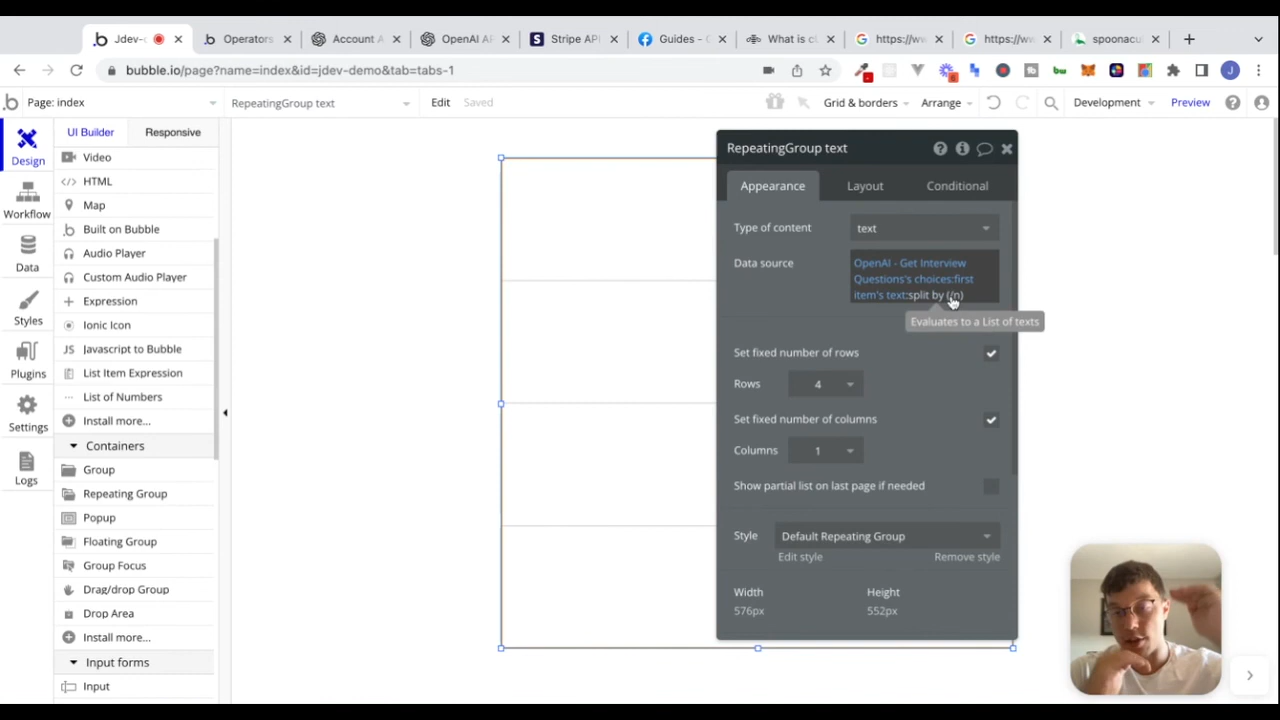 Jdev-
Operators
Account A
OpenAI AF
Stripe API
Guides - C
What is cl
https://ww
https://ww
spoonacul
bubble.io/page?name=index&id=jdev-demo&tab=tabs-1
J
Page: index
RepeatingGroup text
Edit
Saved
Grid & borders
Arrange
Development
Preview
Design
Workflow
Data
Styles
Plugins
Settings
Logs
UI Builder
Responsive
Video
</> HTML
Map
Built on Bubble
Audio Player
Custom Audio Player
Expression
Ionic Icon
JS Javascript to Bubble
List Item Expression
List of Numbers
Install more...
Containers
Group
Repeating Group
Popup
Floating Group
Group Focus
Drag/drop Group
Drop Area
Install more...
Input forms
Input
RepeatingGroup text
Appearance
Layout
Conditional
Type of content
text
Data source
OpenAI - Get Interview
Questions's choices:first
item's text:split by (\n)
Evaluates to a List of texts
Set fixed number of rows
Rows
4
Set fixed number of columns
Columns
1
Show partial list on last page if needed
Style
Default Repeating Group
Edit style
Remove style
Width
Height
576px
552px